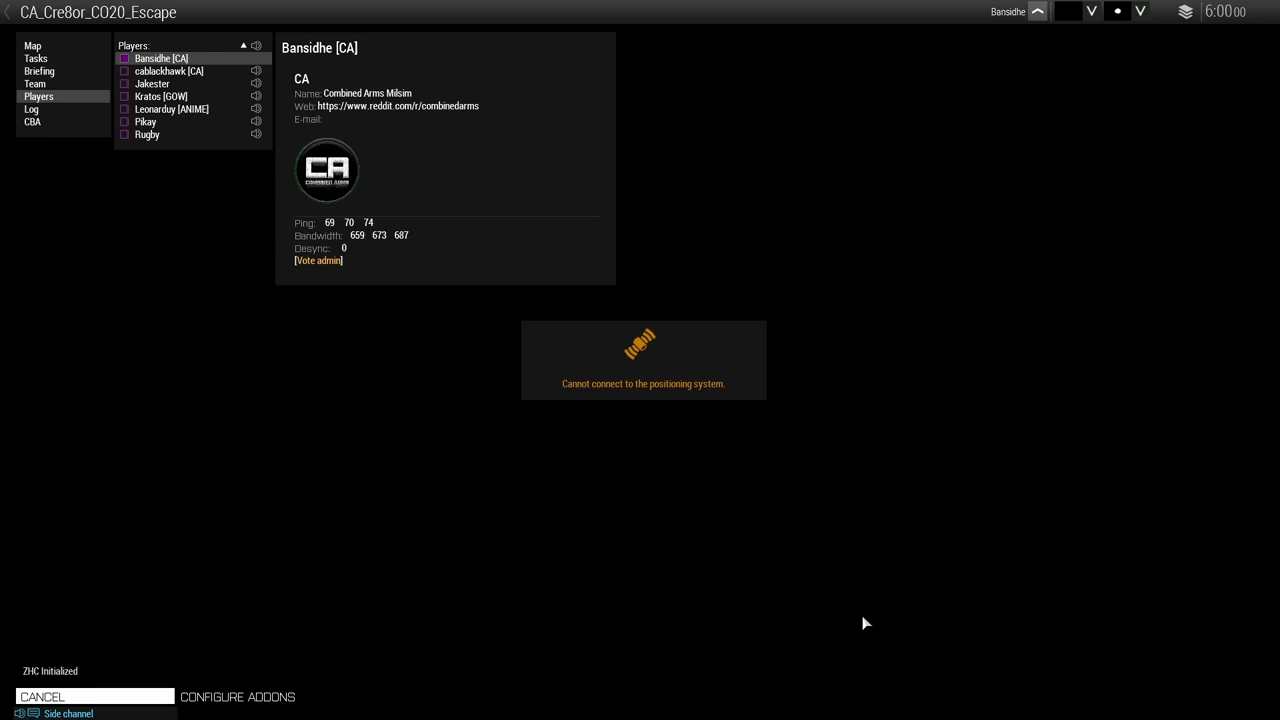 CA_Cre8or_CO20_Escape
Bansidhe
6:00:00
Map
Tasks
Briefing
Team
Players
Log
CBA
Players:
Bansidhe [CA]
cablackhawk [CA]
Jakester
Kratos [GOW]
Leonarduy [ANIME]
Pikay
Rugby
Bansidhe [CA]
CA
Name: Combined Arms Milsim
Web: https://www.reddit.com/r/combinedarms
E-mail:
CA
COMBINED ARMS
Ping: 69 70 74
Bandwidth: 659 673 687
Desync: 0
[Vote admin]
Cannot connect to the positioning system.
ZHC Initialized
CANCEL
CONFIGURE ADDONS
Side channel